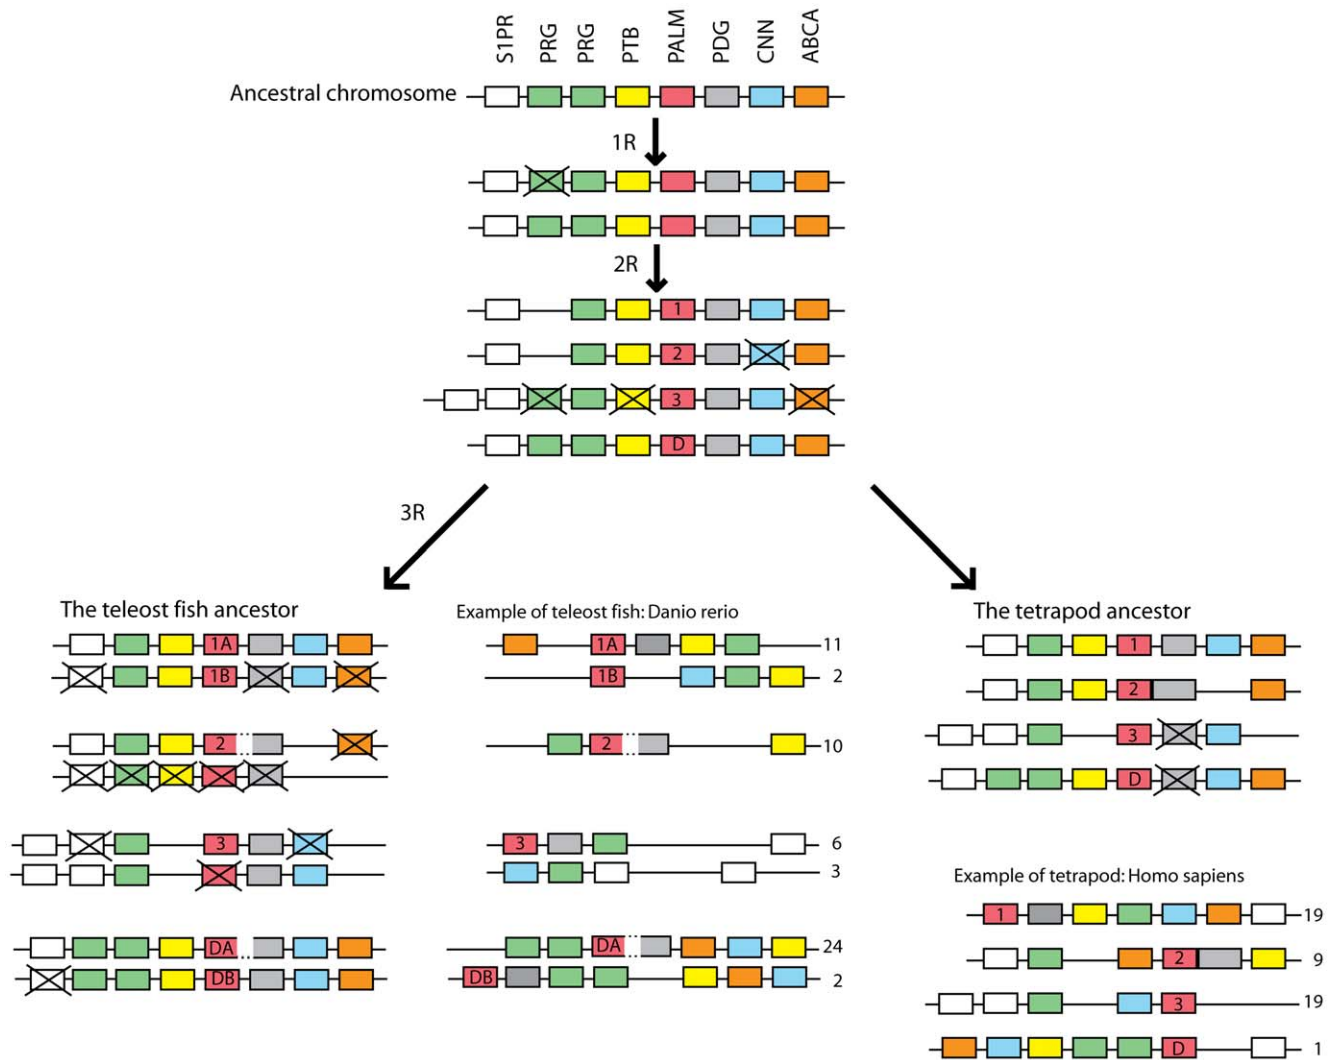 S1PR PRG PRG PTB PALM PDG CNN ABCA
Ancestral chromosome
1R
2R
1
2
3
D
3R
The teleost fish ancestor
1A
1B
2
3
DA
DB
Example of teleost fish: Danio rerio
1A 11
1B 2
2 10
3 6
3
DA 24
DB 2
The tetrapod ancestor
1
2
3
D
Example of tetrapod: Homo sapiens
1 19
2 9
3 19
D 1